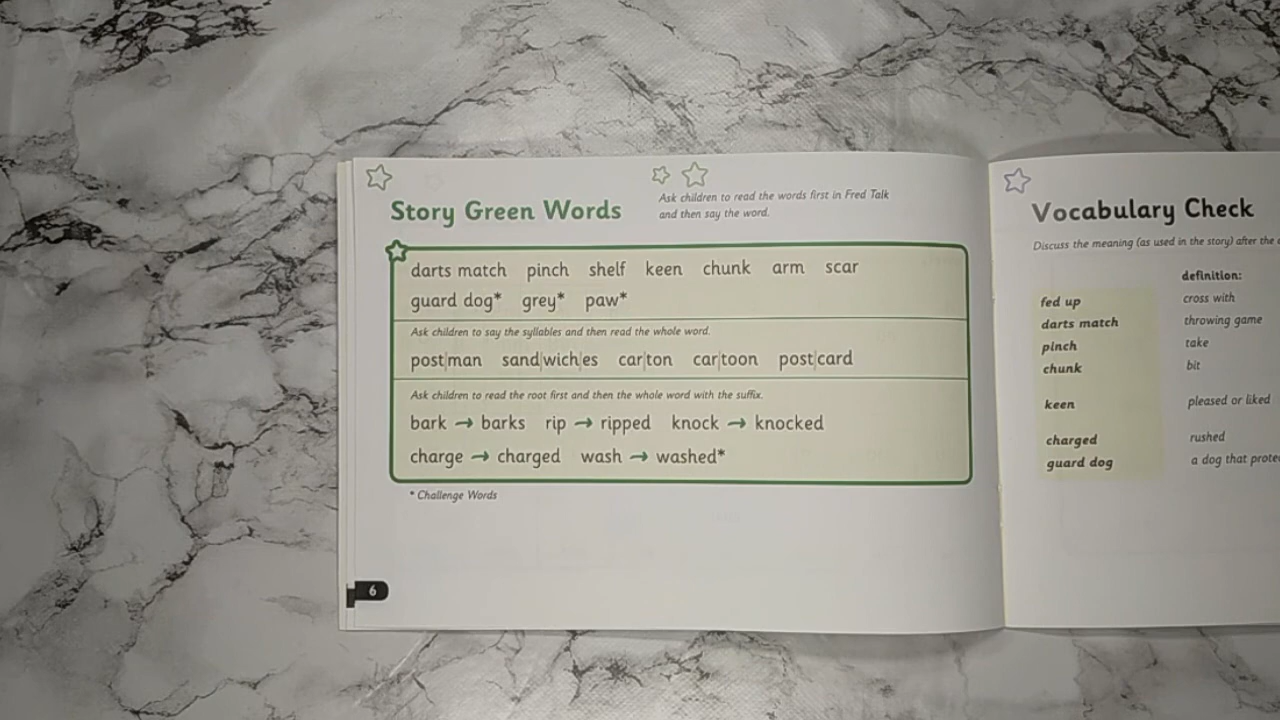 Story Green Words
Ask children to read the words first in Fred Talk
and then say the word.
darts match pinch shelf keen chunk arm scar
guard dog* grey* paw*
Ask children to say the syllables and then read the whole word.
post|man sand|wich|es car|ton car|toon post|card
Ask children to read the root first and then the whole word with the suffix.
bark → barks rip → ripped knock → knocked
charge → charged wash → washed*
* Challenge Words
6
Vocabulary Check
Discuss the meaning (as used in the story) after the
definition:
fed up cross with
darts match throwing game
pinch take
chunk bit
keen pleased or liked
charged rushed
guard dog a dog that